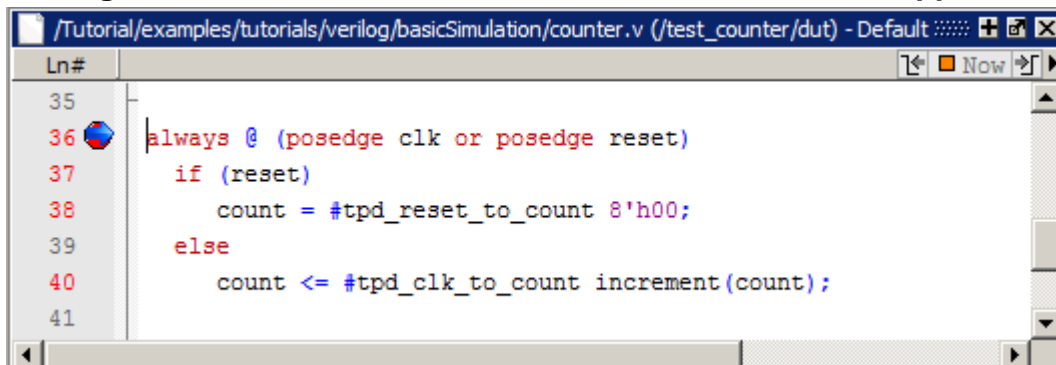 /Tutorial/examples/tutorials/verilog/basicSimulation/counter.v (/test_counter/dut) - Default
Ln#
Now
35
36 always @ (posedge clk or posedge reset)
37 if (reset)
38 count = #tpd_reset_to_count 8'h00;
39 else
40 count <= #tpd_clk_to_count increment(count);
41